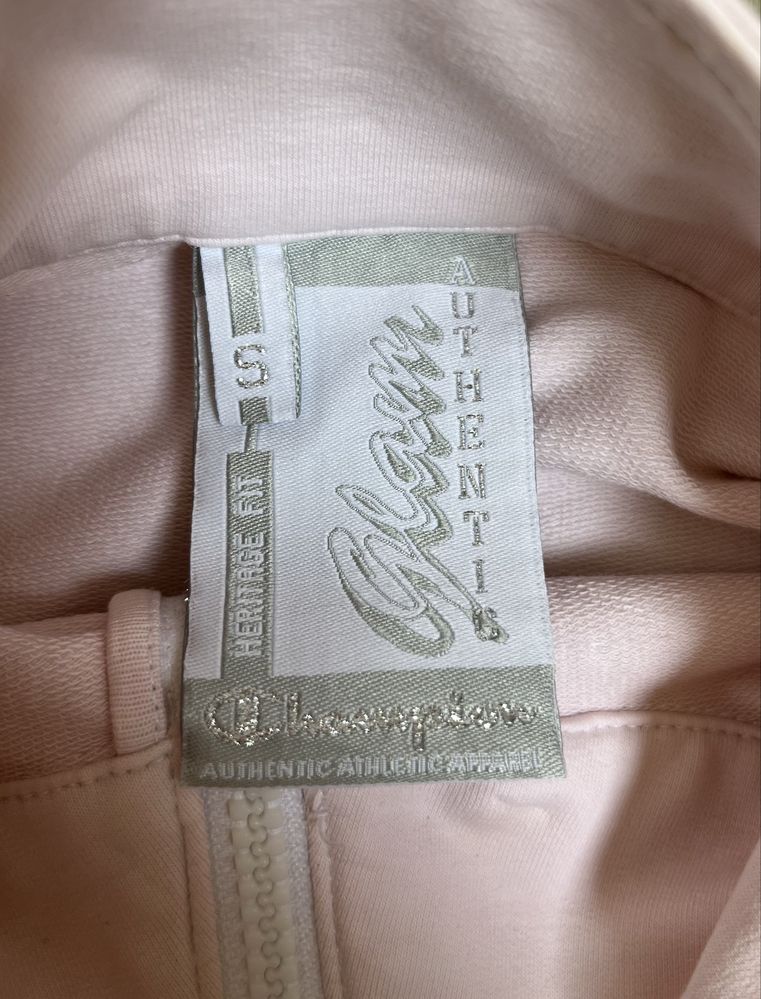 S
HERITAGE FIT
Glam
AUTHENTIC
Champion
AUTHENTIC ATHLETIC APPAREL